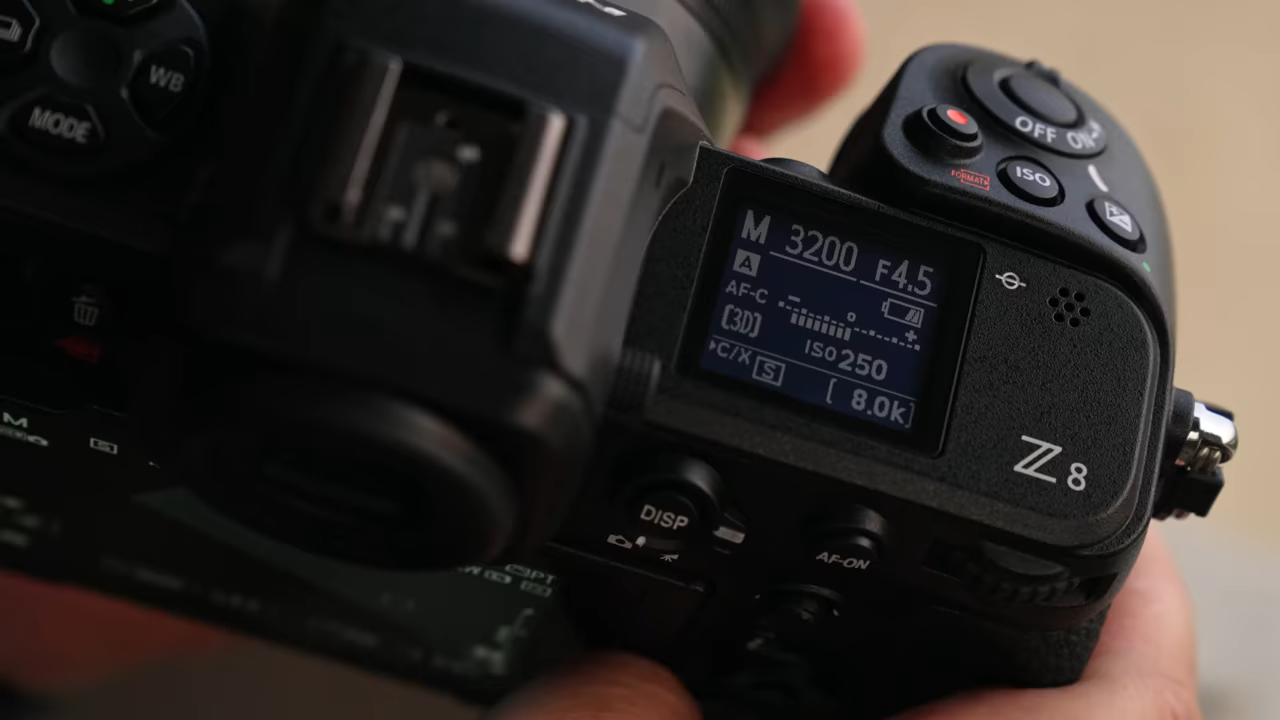 WB
MODE
OFF ON
ISO
FORMAT
M 3200 F4.5
A
AF-C
[3D]
ISO 250
C/X S
[ 8.0k]
Z 8
DISP
AF-ON
M
S